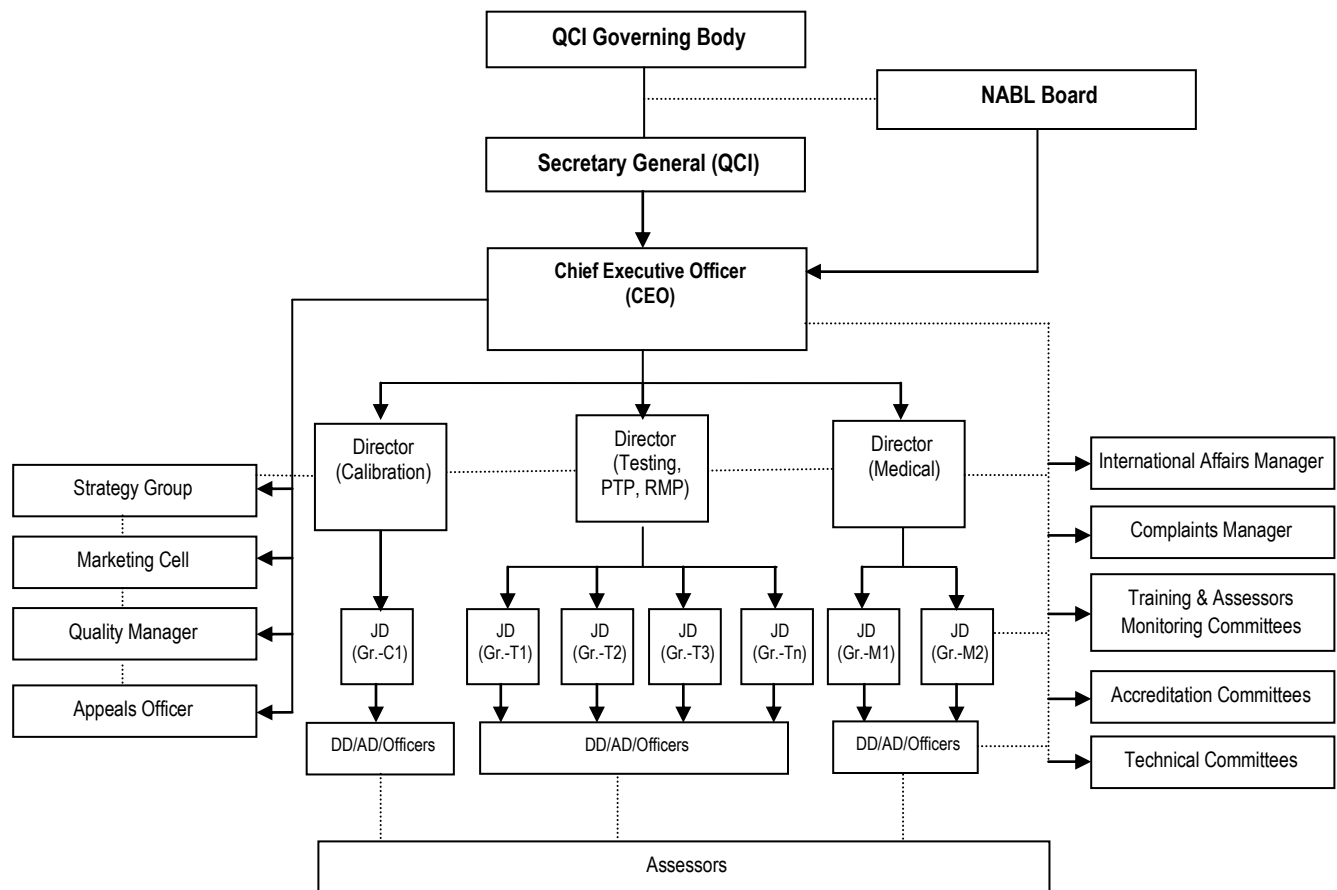 QCI Governing Body
NABL Board
Secretary General (QCI)
Chief Executive Officer
(CEO)
Director
(Calibration)
Director
(Testing,
PTP, RMP)
Director
(Medical)
Strategy Group
Marketing Cell
Quality Manager
Appeals Officer
International Affairs Manager
Complaints Manager
Training & Assessors
Monitoring Committees
Accreditation Committees
Technical Committees
JD
(Gr.-C1)
JD
(Gr.-T1)
JD
(Gr.-T2)
JD
(Gr.-T3)
JD
(Gr.-Tn)
JD
(Gr.-M1)
JD
(Gr.-M2)
DD/AD/Officers
DD/AD/Officers
DD/AD/Officers
Assessors